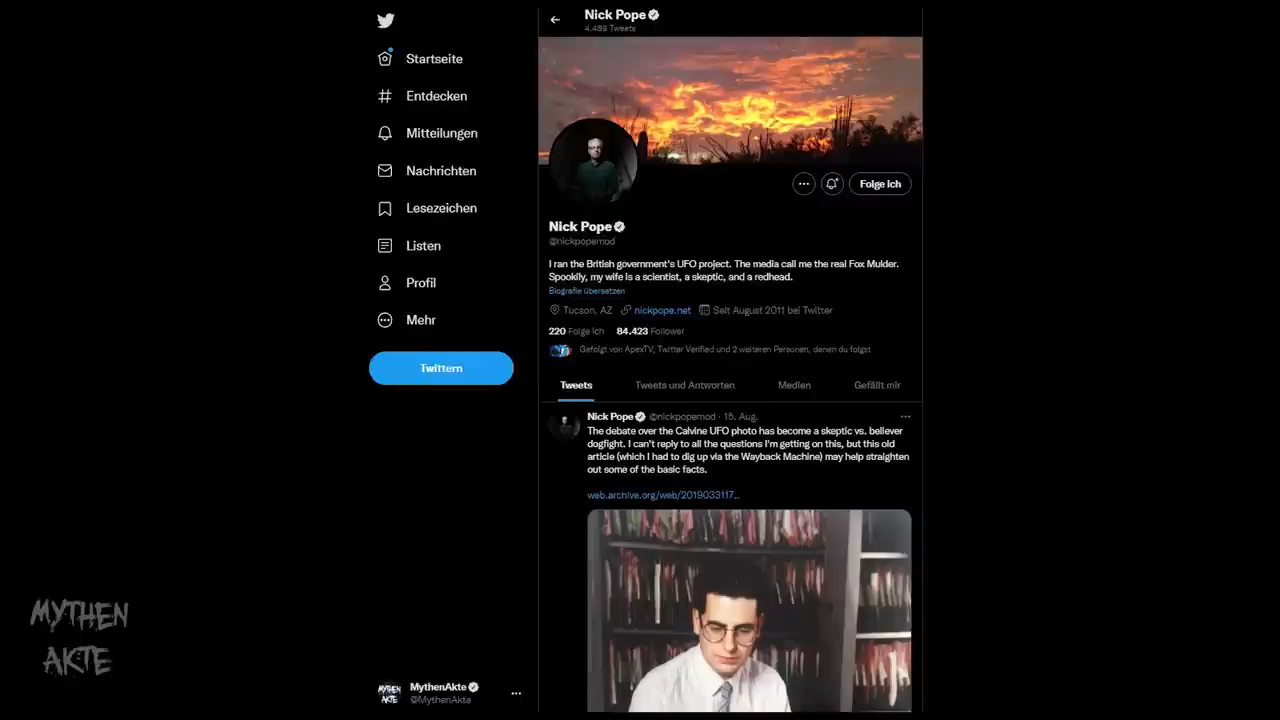 Nick Pope
4.499 Tweets
Startseite
Entdecken
Mitteilungen
Nachrichten
Lesezeichen
Listen
Profil
Mehr
Twittern
Folge ich
Nick Pope
@nickpopemod
I ran the British government's UFO project. The media call me the real Fox Mulder.
Spookily, my wife is a scientist, a skeptic, and a redhead.
Biografie übersetzen
Tucson, AZ nickpope.net Seit August 2011 bei Twitter
220 Folge ich 84.423 Follower
Gefolgt von ApexTV, Twitter Verified und 2 weiteren Personen, denen du folgst
Tweets Tweets und Antworten Medien Gefällt mir
Nick Pope @nickpopemod · 15. Aug.
The debate over the Calvine UFO photo has become a skeptic vs. believer
dogfight. I can't reply to all the questions I'm getting on this, but this old
article (which I had to dig up via the Wayback Machine) may help straighten
out some of the basic facts.
web.archive.org/web/2019033117...
MYTHEN
AKTE
MYTHEN
AKTE
MythenAkte
@MythenAkte